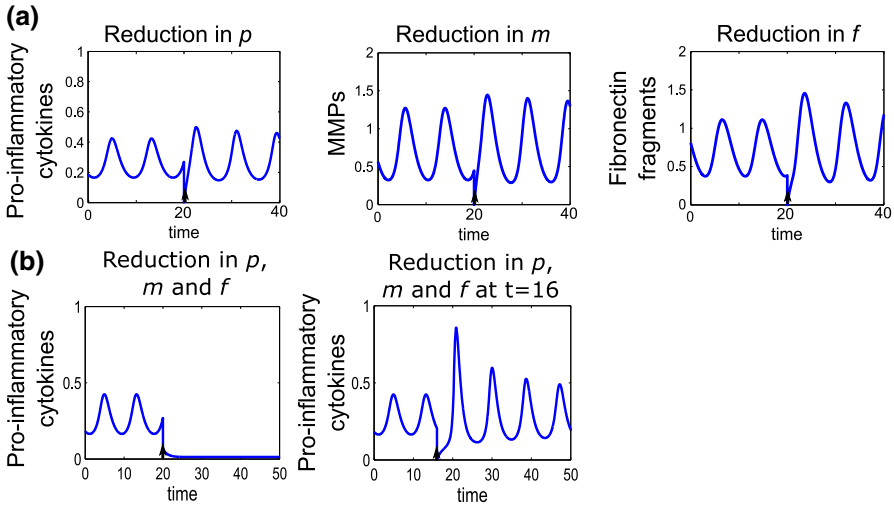 (a)
Reduction in p
Pro-inflammatory
cytokines
1
0.8
0.6
0.4
0.2
0
0
20
40
time
Reduction in m
MMPs
2
1.5
1
0.5
0
0
20
40
time
Reduction in f
Fibronectin
fragments
2
1.5
1
0.5
0
0
20
40
time
(b)
Reduction in p,
m and f
Pro-inflammatory
cytokines
1
0.5
0
0
10
20
30
40
50
time
Reduction in p,
m and f at t=16
Pro-inflammatory
cytokines
1
0.5
0
0
10
20
30
40
50
time